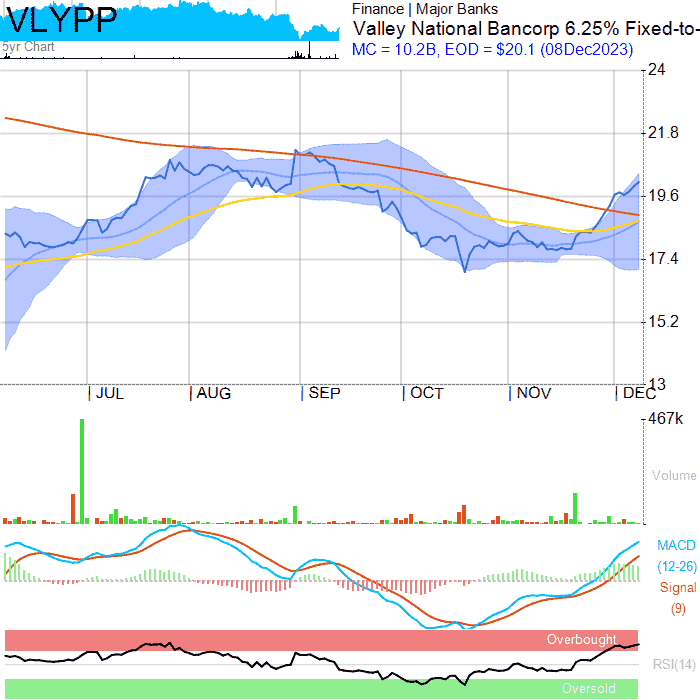 VLYPP
5yr Chart
Finance | Major Banks
Valley National Bancorp 6.25% Fixed-to-
MC = 10.2B, EOD = $20.1 (08Dec2023)
24
21.8
19.6
17.4
15.2
13
JUL AUG SEP OCT NOV DEC
467k
Volume
MACD
(12-26)
Signal
(9)
Overbought
RSI(14)
Oversold